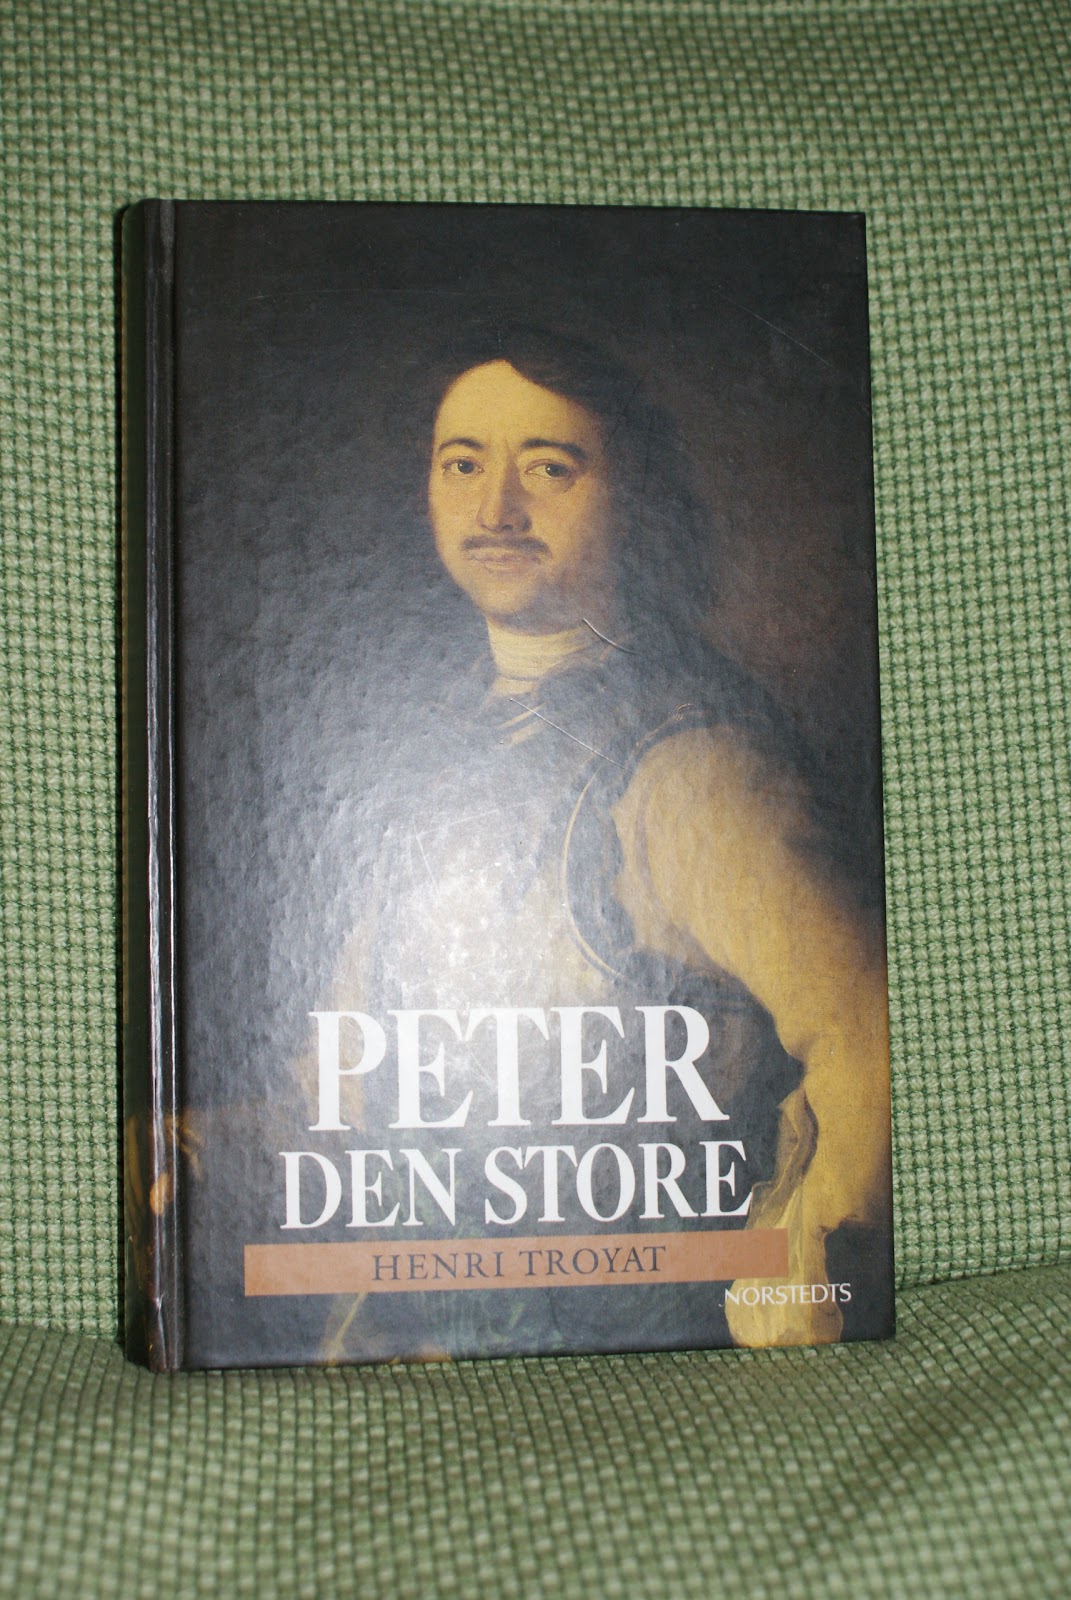 PETER
DEN STORE
HENRI TROYAT
NORSTEDTS